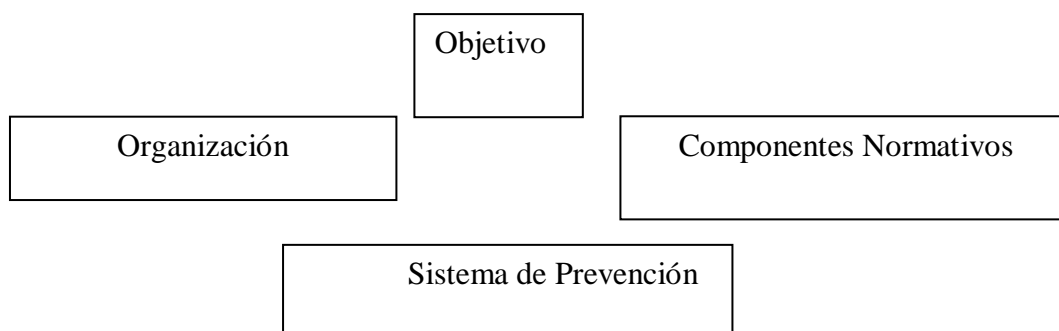 Objetivo
Organización
Componentes Normativos
Sistema de Prevención